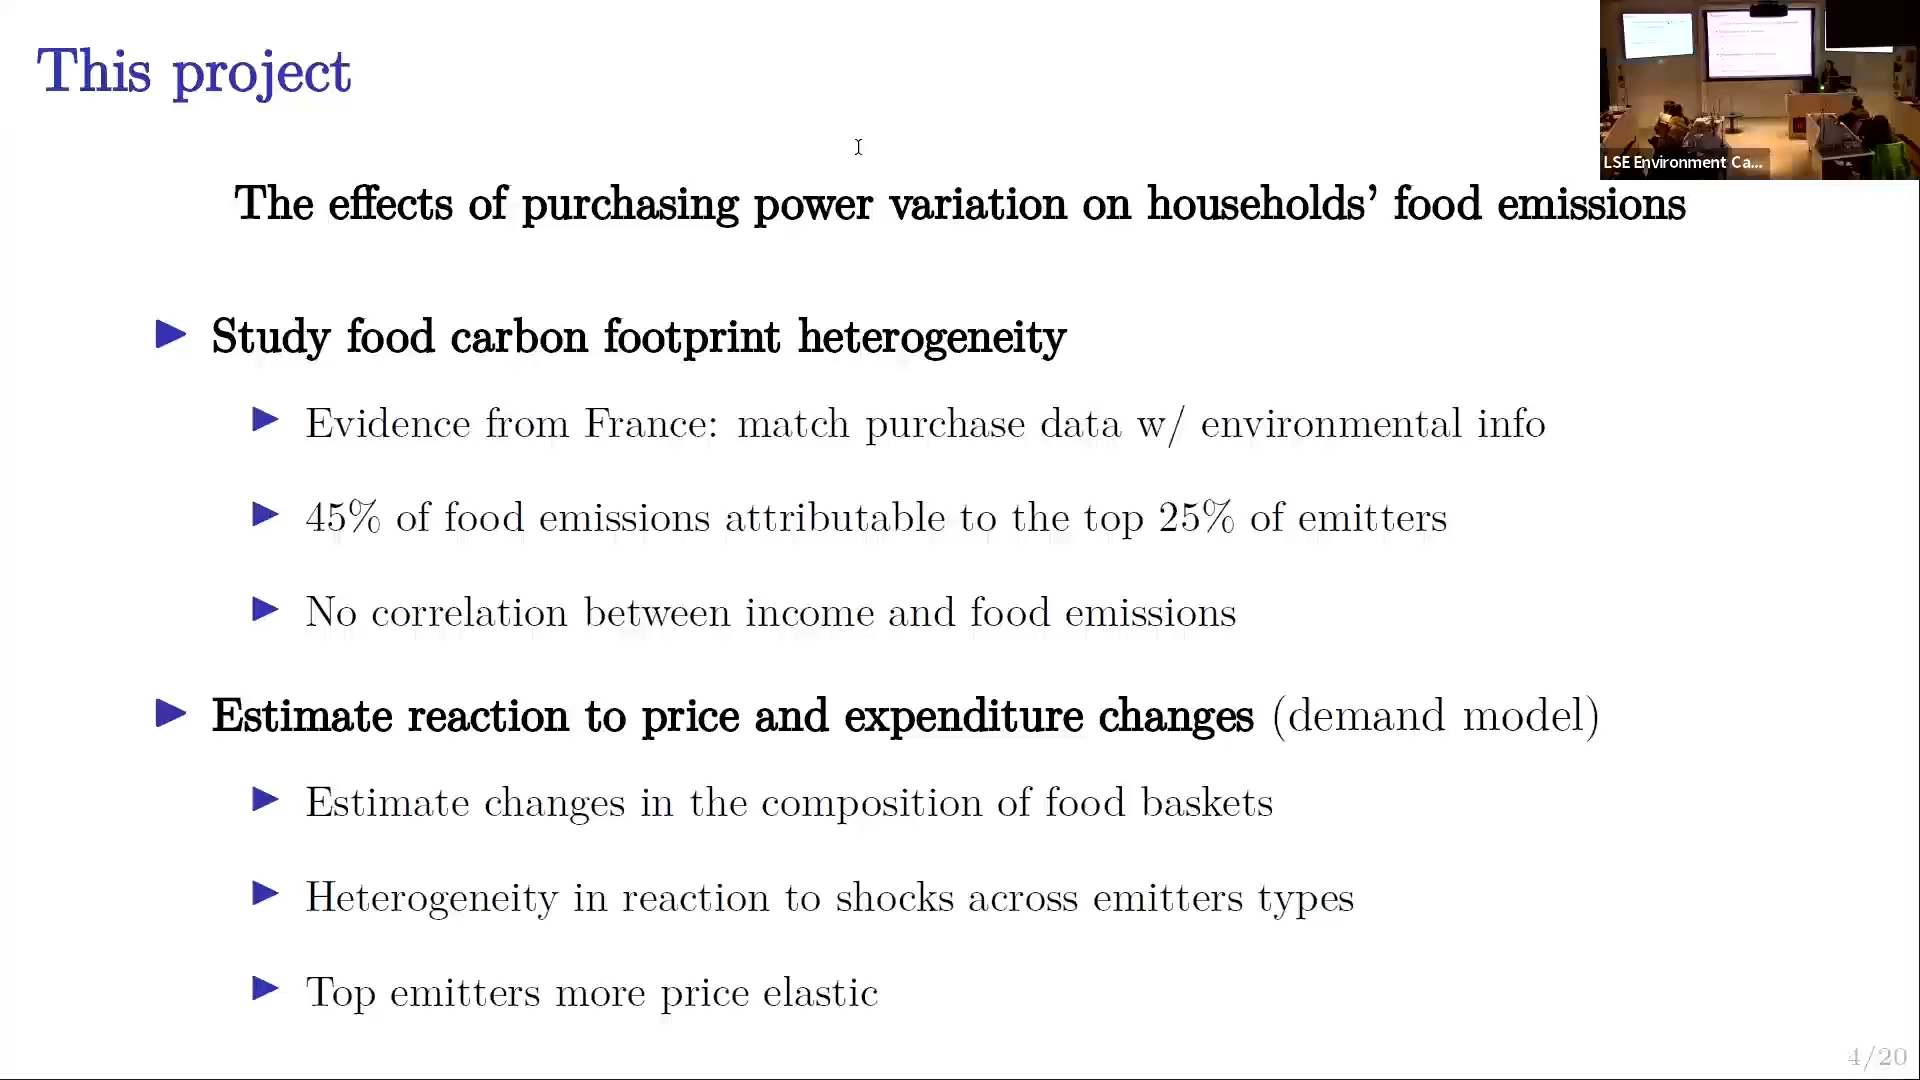 This project
LSE Environment Ca...
The effects of purchasing power variation on households' food emissions
Study food carbon footprint heterogeneity
Evidence from France: match purchase data w/ environmental info
45% of food emissions attributable to the top 25% of emitters
No correlation between income and food emissions
Estimate reaction to price and expenditure changes (demand model)
Estimate changes in the composition of food baskets
Heterogeneity in reaction to shocks across emitters types
Top emitters more price elastic
4/20